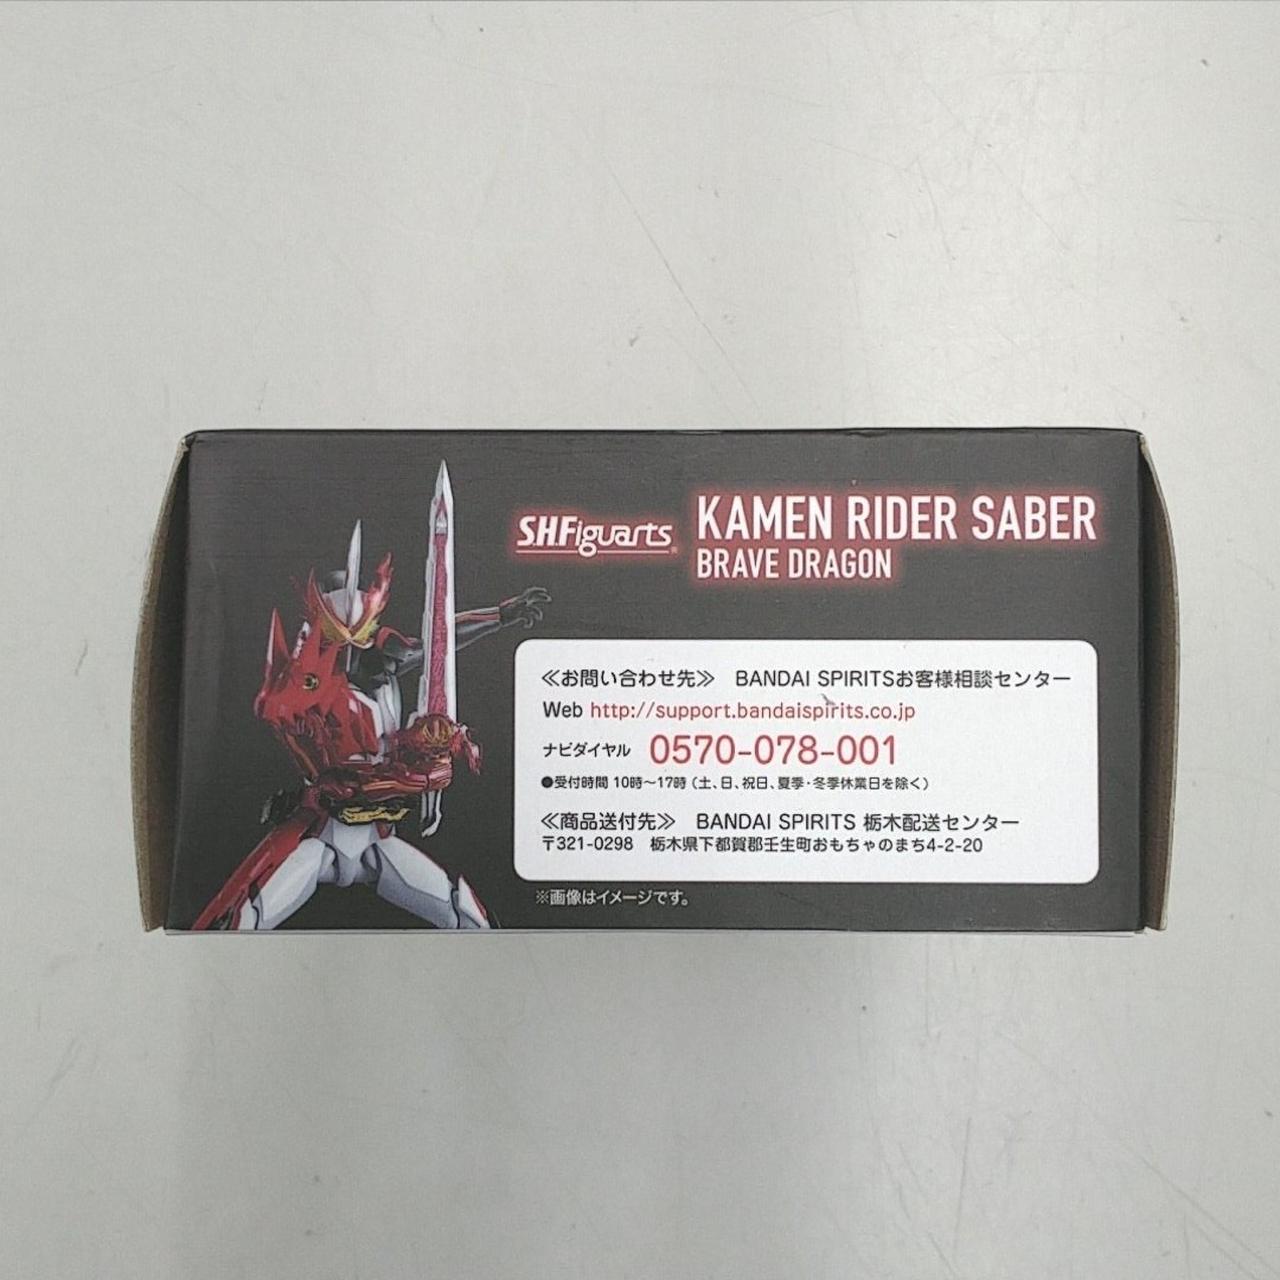 S.H.Figuarts®
KAMEN RIDER SABER
BRAVE DRAGON
≪お問い合わせ先≫ BANDAI SPIRITSお客様相談センター
Web http://support.bandaispirits.co.jp
ナビダイヤル 0570-078-001
●受付時間 10時〜17時（土、日、祝日、夏季・冬季休業日を除く）
≪商品送付先≫ BANDAI SPIRITS 栃木配送センター
〒321-0298 栃木県下都賀郡壬生町おもちゃのまち4-2-20
※画像はイメージです。